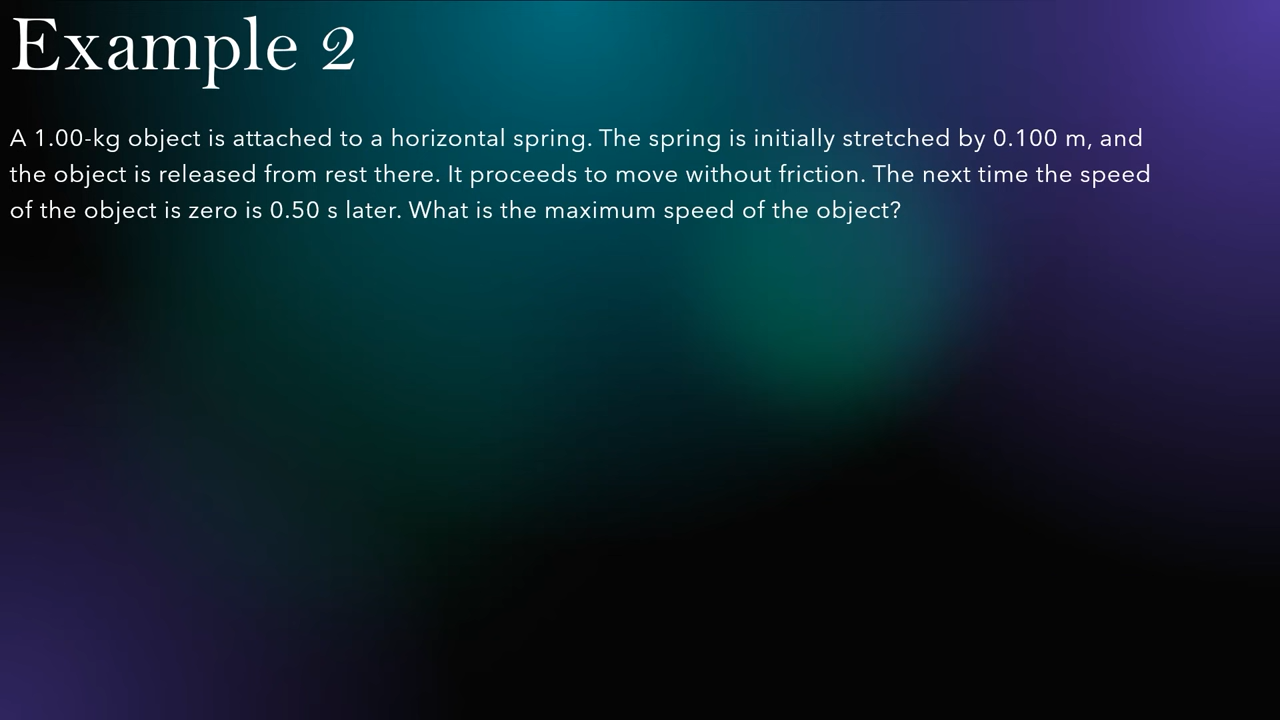 Example 2
A 1.00-kg object is attached to a horizontal spring. The spring is initially stretched by 0.100 m, and
the object is released from rest there. It proceeds to move without friction. The next time the speed
of the object is zero is 0.50 s later. What is the maximum speed of the object?